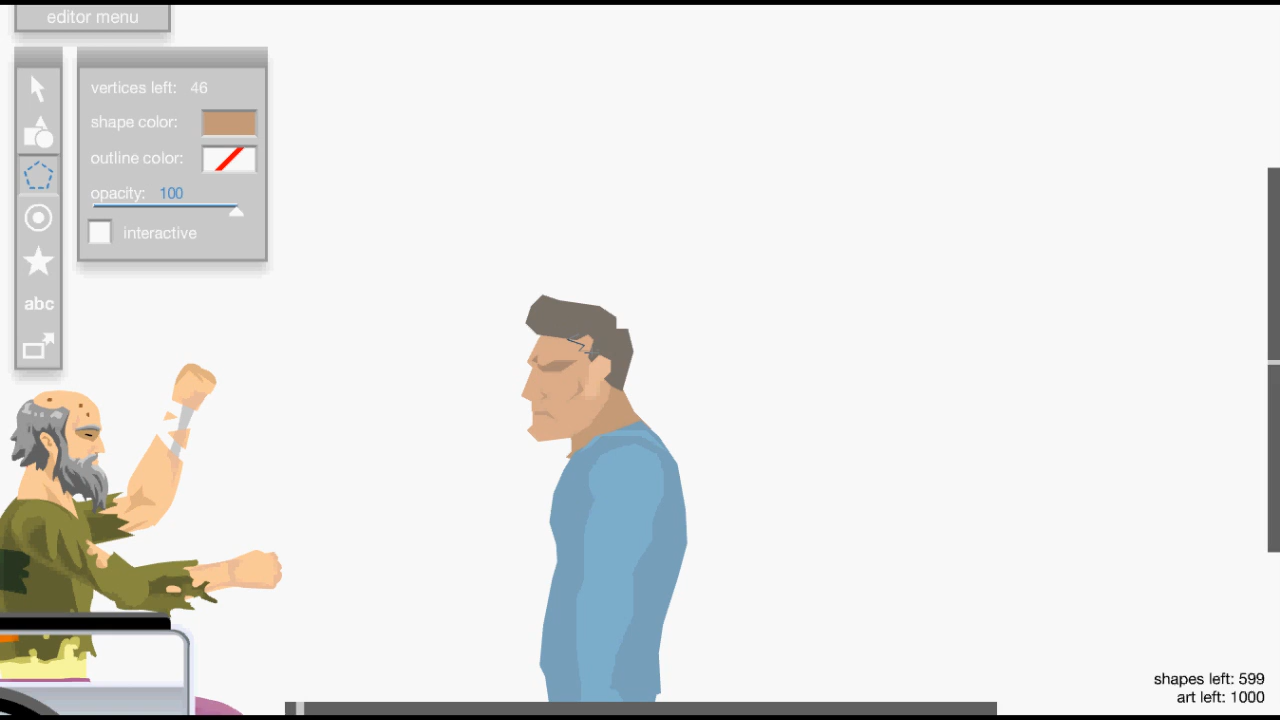 editor menu
vertices left: 46
shape color:
outline color:
opacity: 100
interactive
abc
shapes left: 599
art left: 1000